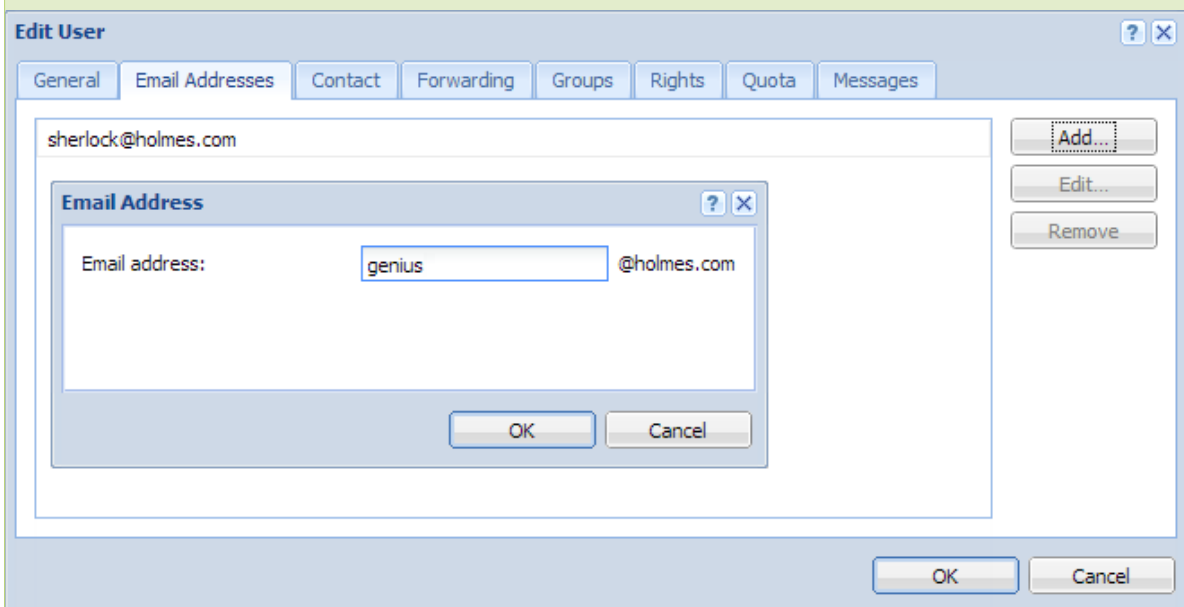 Edit User
?
General Email Addresses Contact Forwarding Groups Rights Quota Messages
sherlock@holmes.com
Add...
Edit...
Remove
Email Address
?
Email address: genius @holmes.com
OK Cancel
OK Cancel